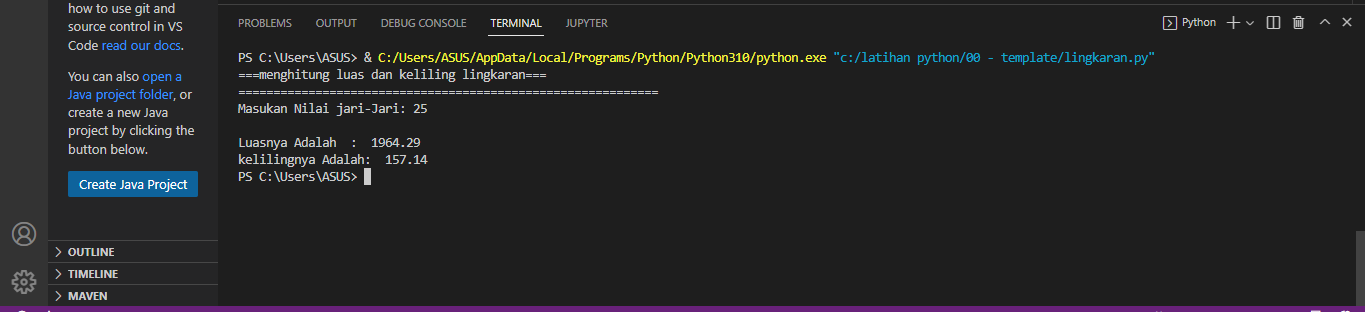 how to use git and
source control in VS
Code read our docs.
You can also open a
Java project folder, or
create a new Java
project by clicking the
button below.
Create Java Project
OUTLINE
TIMELINE
MAVEN
PROBLEMS OUTPUT DEBUG CONSOLE TERMINAL JUPYTER
Python
PS C:\Users\ASUS> & C:/Users/ASUS/AppData/Local/Programs/Python/Python310/python.exe "c:/latihan python/00 - template/lingkaran.py"
===menghitung luas dan keliling lingkaran===
============================================================
Masukan Nilai jari-Jari: 25
Luasnya Adalah  :  1964.29
kelilingnya Adalah:  157.14
PS C:\Users\ASUS>